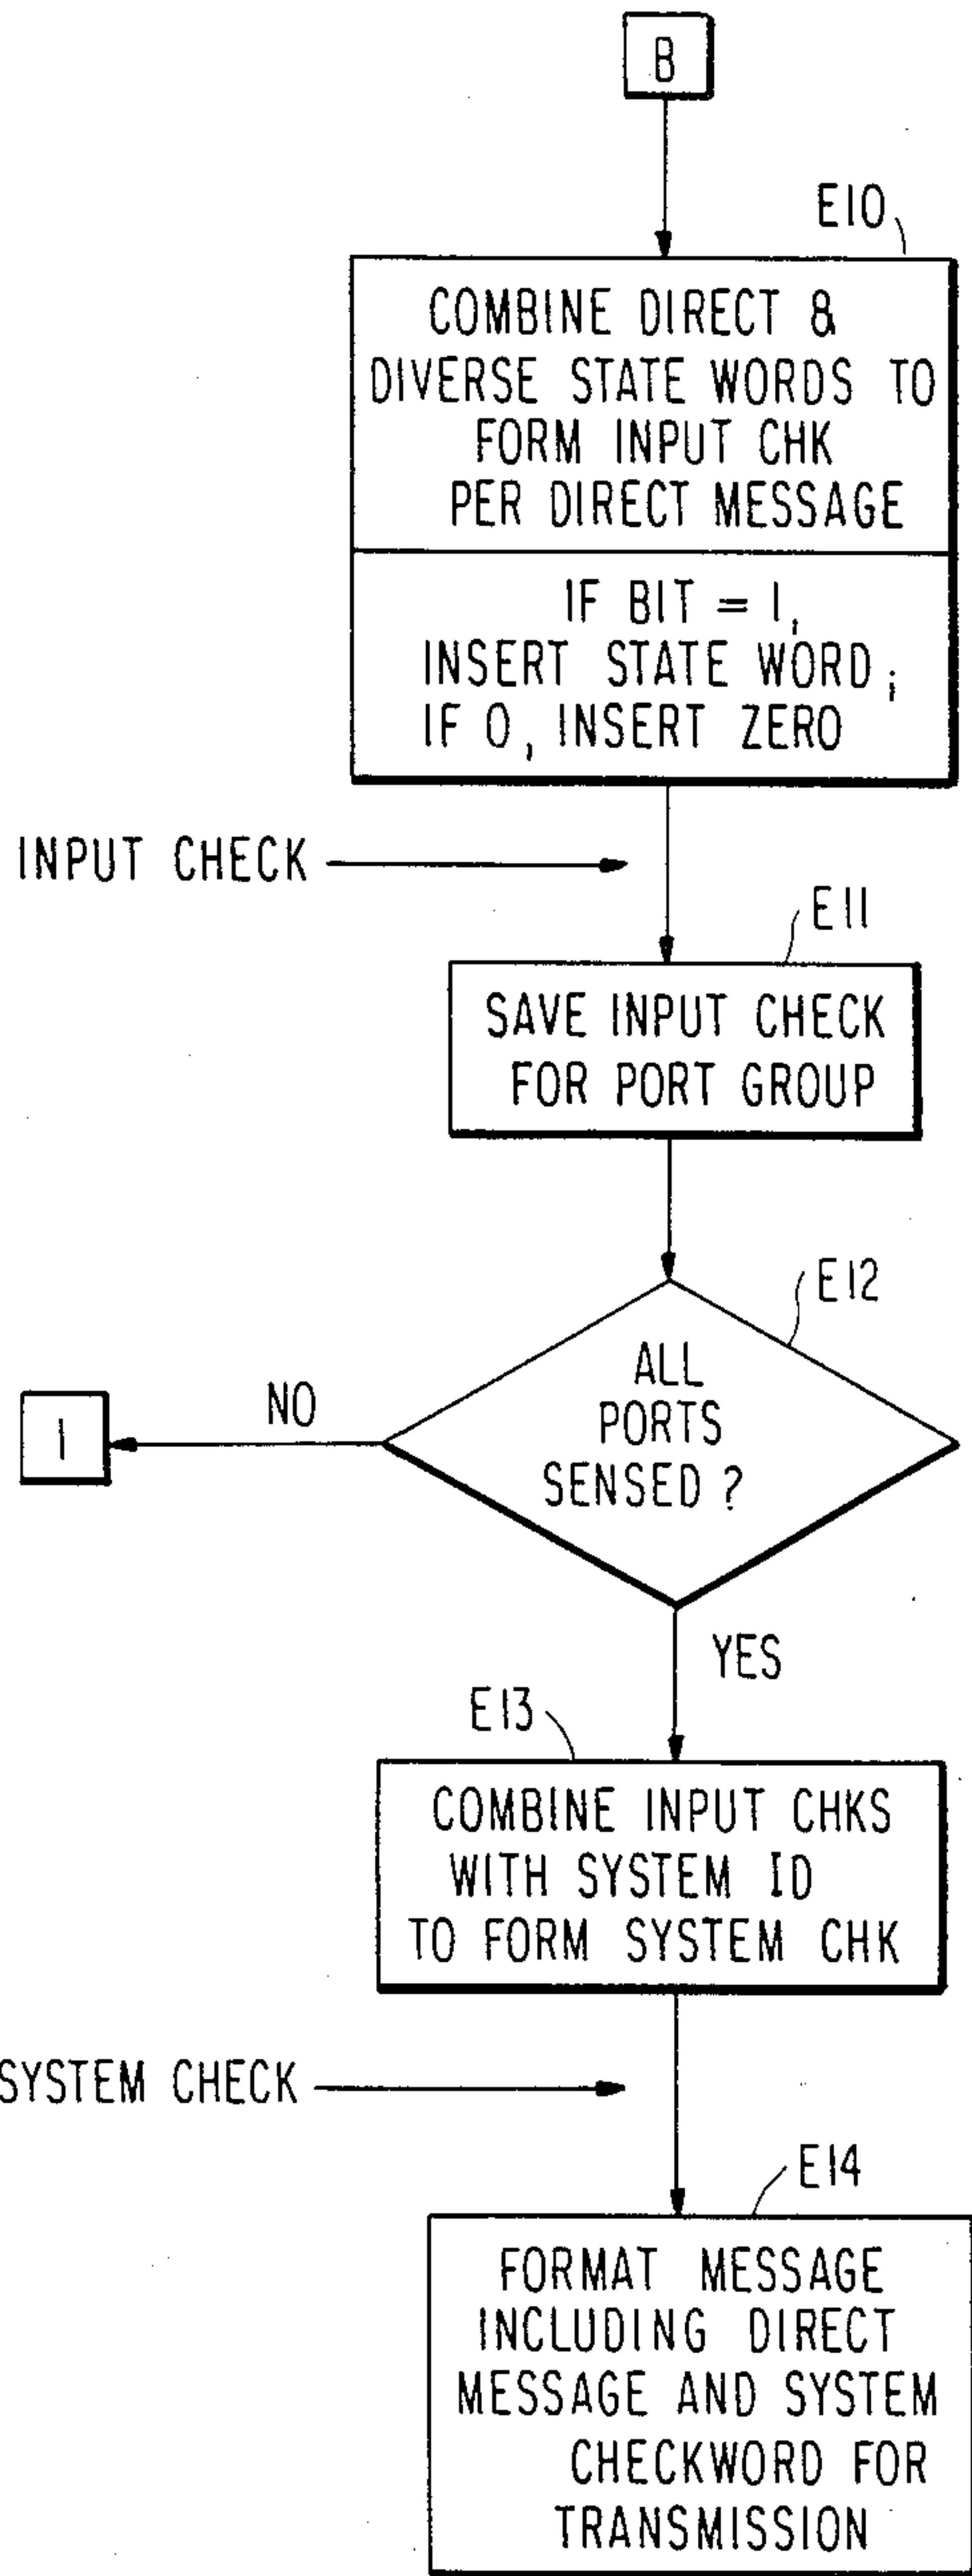 B
E10
COMBINE DIRECT &
DIVERSE STATE WORDS TO
FORM INPUT CHK
PER DIRECT MESSAGE
IF BIT = 1,
INSERT STATE WORD;
IF 0, INSERT ZERO
INPUT CHECK
E11
SAVE INPUT CHECK
FOR PORT GROUP
E12
ALL
PORTS
SENSED ?
NO
1
YES
E13
COMBINE INPUT CHKS
WITH SYSTEM ID
TO FORM SYSTEM CHK
SYSTEM CHECK
E14
FORMAT MESSAGE
INCLUDING DIRECT
MESSAGE AND SYSTEM
CHECKWORD FOR
TRANSMISSION